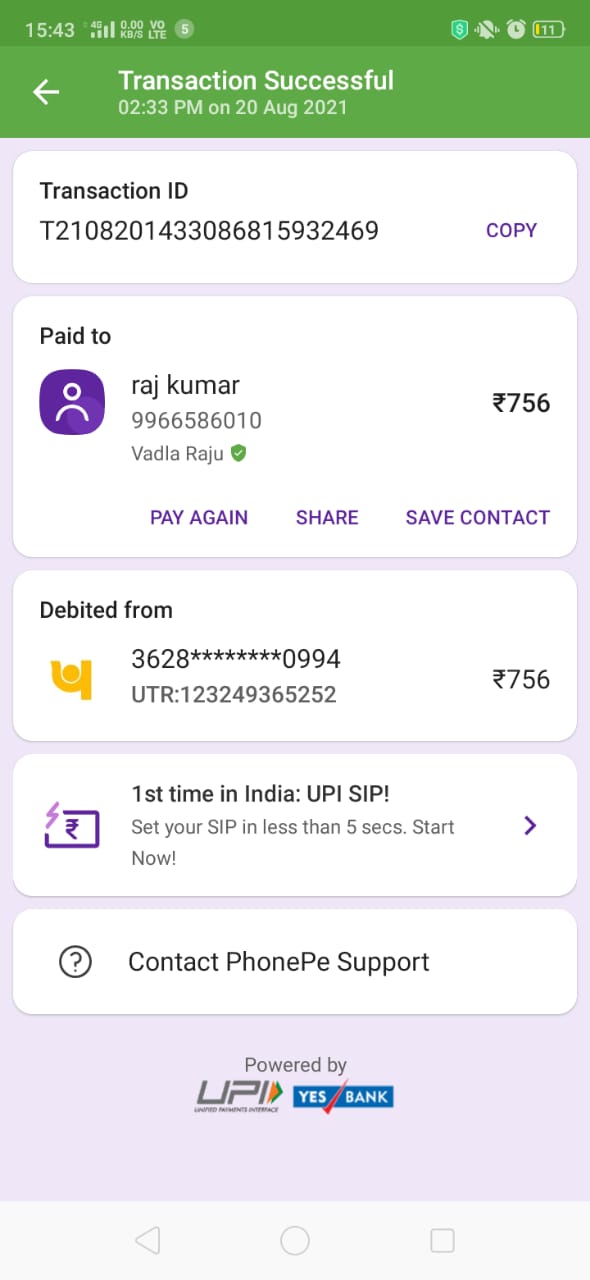 15:43 4G 0.00 KB/S VO LTE 5 11
Transaction Successful
02:33 PM on 20 Aug 2021
Transaction ID
T2108201433086815932469 COPY
Paid to
raj kumar
9966586010
₹756
Vadla Raju
PAY AGAIN SHARE SAVE CONTACT
Debited from
3628********0994
UTR:123249365252
₹756
1st time in India: UPI SIP!
Set your SIP in less than 5 secs. Start
Now!
Contact PhonePe Support
Powered by
UPI YES BANK
UNIFIED PAYMENTS INTERFACE